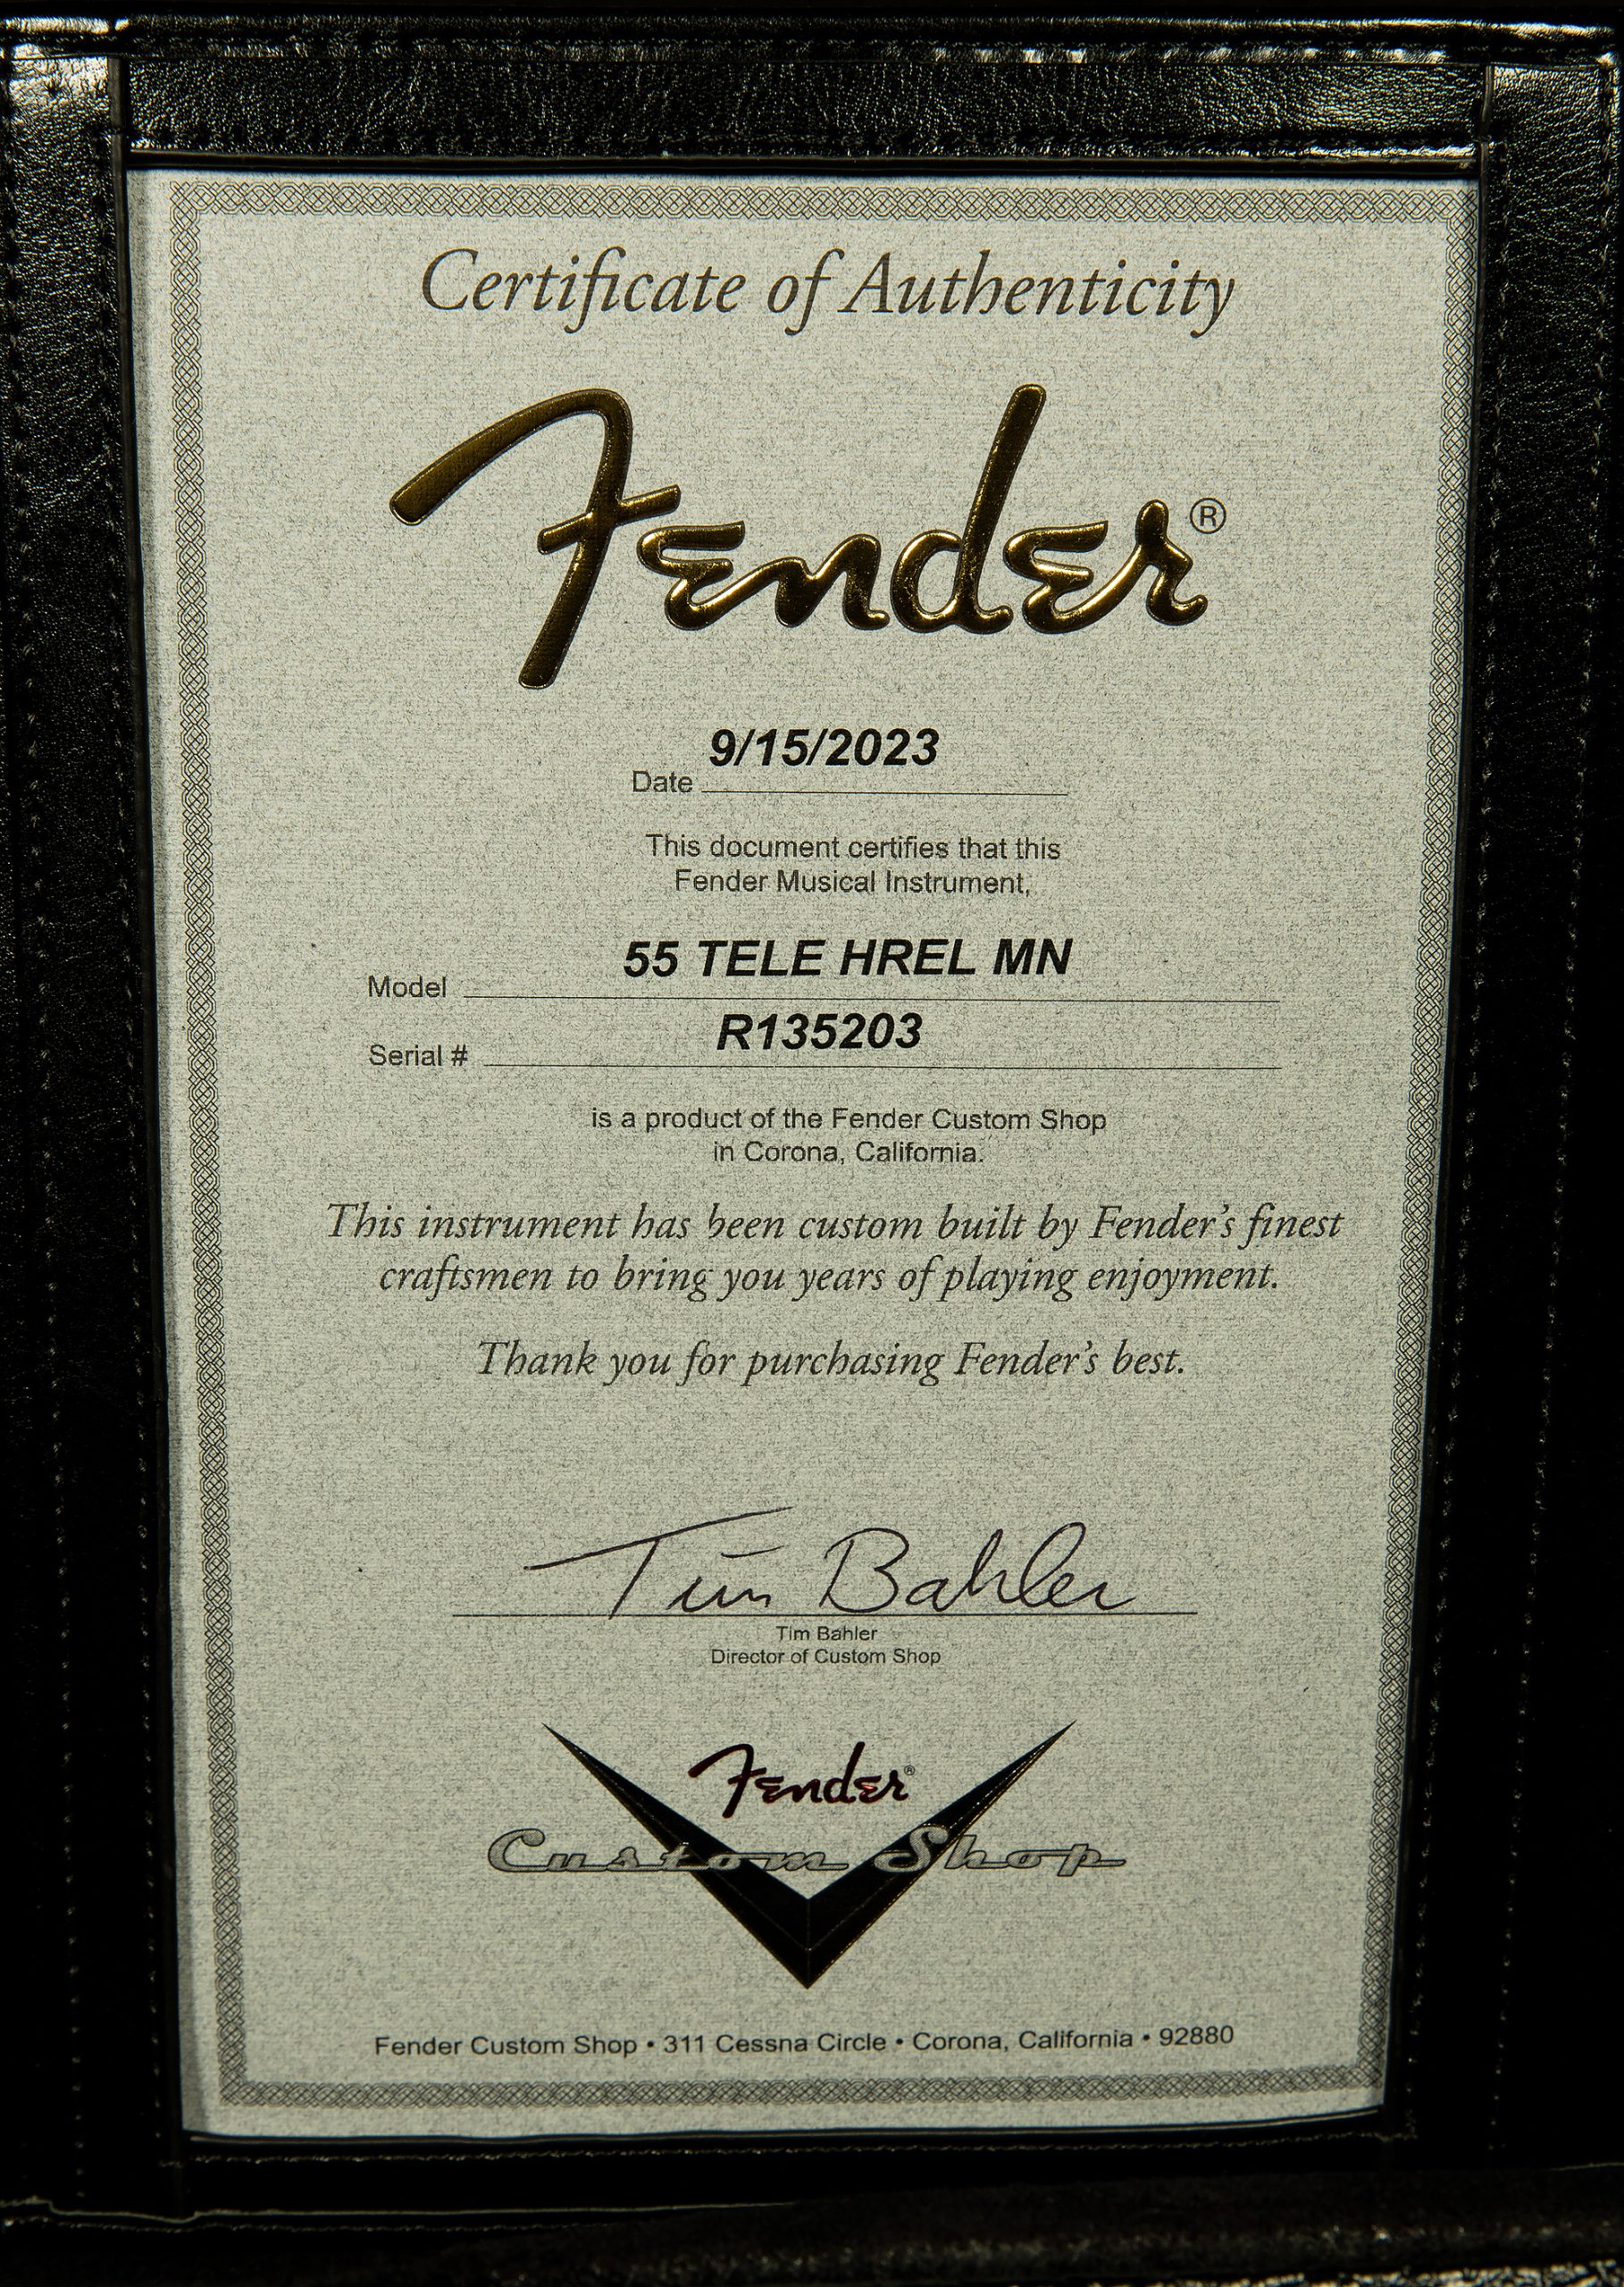 Certificate of Authenticity
Fender®
9/15/2023
Date
This document certifies that this
Fender Musical Instrument,
55 TELE HREL MN
Model
R135203
Serial #
is a product of the Fender Custom Shop
in Corona, California.
This instrument has been custom built by Fender's finest
craftsmen to bring you years of playing enjoyment.
Thank you for purchasing Fender's best.
Tim Bahler
Tim Bahler
Director of Custom Shop
Fender®
Custom Shop
Fender Custom Shop • 311 Cessna Circle • Corona, California • 92880